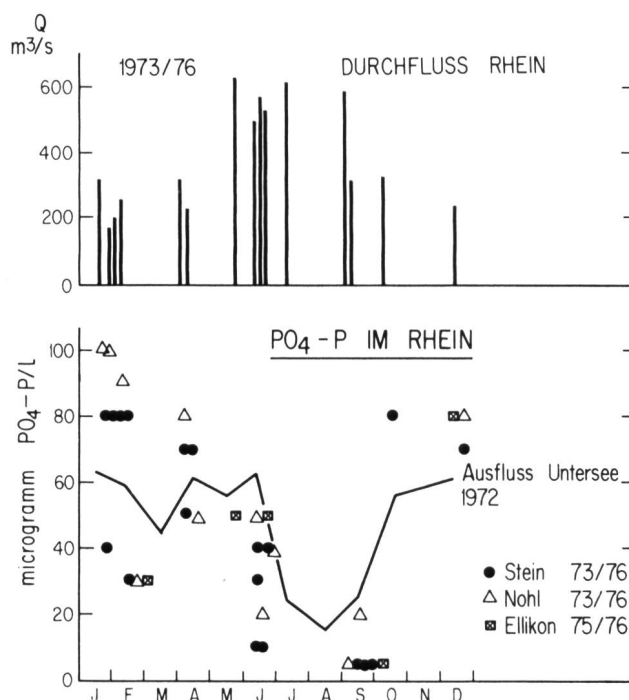 Q
m3/s
1973/76 DURCHFLUSS RHEIN
600
400
200
0
PO4-P IM RHEIN
microgramm PO4-P/L
100
80
60
40
20
0
Ausfluss Untersee
1972
Stein 73/76
Nohl 73/76
Ellikon 75/76
J F M A M J J A S O N D